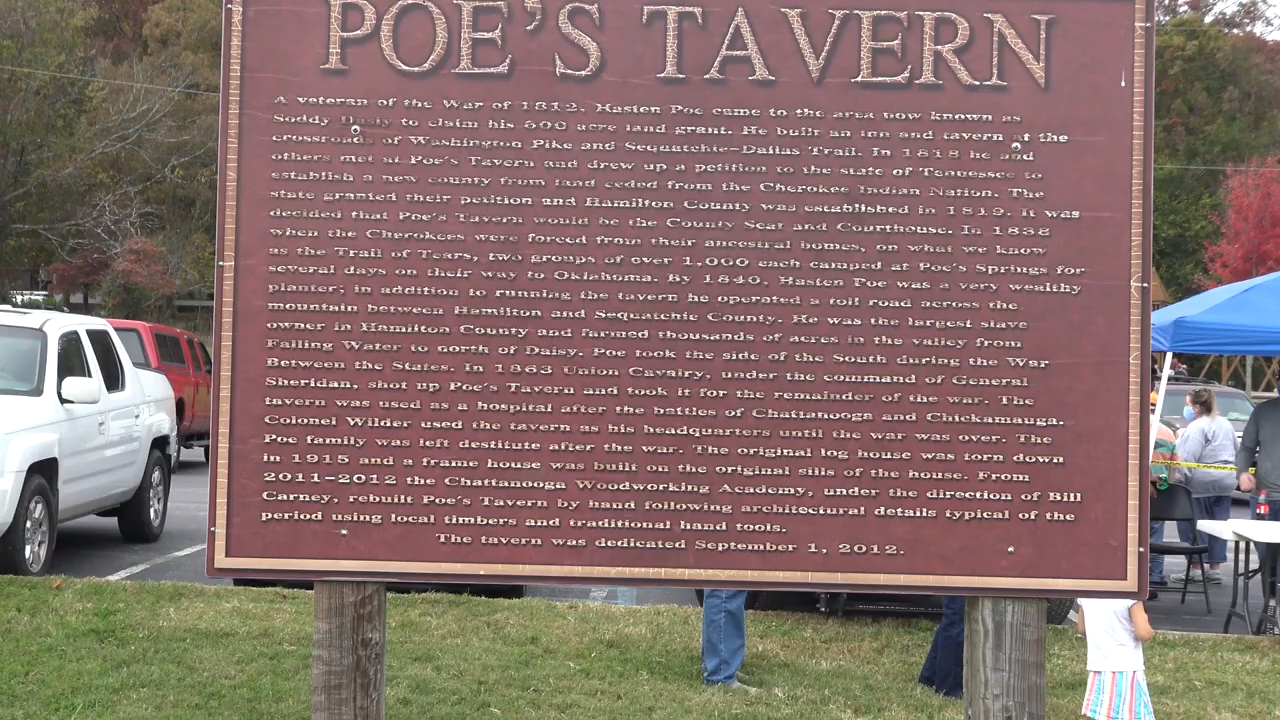 POE'S TAVERN
A veteran of the War of 1812, Hasten Poe came to the area now known as
Soddy Daisy to claim his 600 acre land grant. He built an inn and tavern at the
crossroads of Washington Pike and Sequatchie-Dallas Trail. In 1818 he and
others met at Poe's Tavern and drew up a petition to the state of Tennessee to
establish a new county from land ceded from the Cherokee Indian Nation. The
state granted their petition and Hamilton County was established in 1819. It was
decided that Poe's Tavern would be the County Seat and Courthouse. In 1838
when the Cherokees were forced from their ancestral homes, on what we know
as the Trail of Tears, two groups of over 1,000 each camped at Poe's Springs for
several days on their way to Oklahoma. By 1840, Hasten Poe was a very wealthy
planter; in addition to running the tavern he operated a toll road across the
mountain between Hamilton and Sequatchie County. He was the largest slave
owner in Hamilton County and farmed thousands of acres in the valley from
Falling Water to north of Daisy. Poe took the side of the South during the War
Between the States. In 1863 Union Cavalry, under the command of General
Sheridan, shot up Poe's Tavern and took it for the remainder of the war. The
tavern was used as a hospital after the battles of Chattanooga and Chickamauga.
Colonel Wilder used the tavern as his headquarters until the war was over. The
Poe family was left destitute after the war. The original log house was torn down
in 1915 and a frame house was built on the original sills of the house. From
2011-2012 the Chattanooga Woodworking Academy, under the direction of Bill
Carney, rebuilt Poe's Tavern by hand following architectural details typical of the
period using local timbers and traditional hand tools.
The tavern was dedicated September 1, 2012.